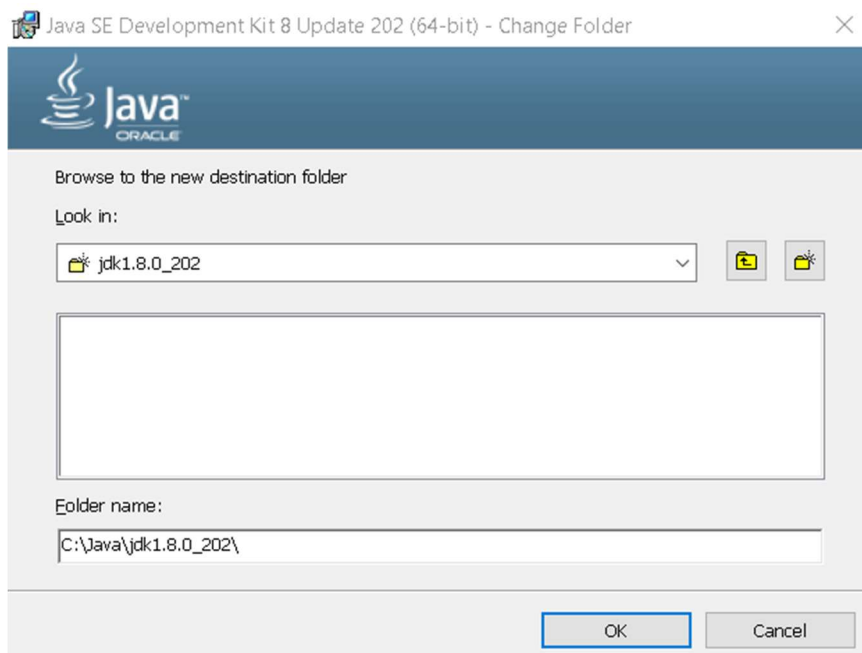 Java SE Development Kit 8 Update 202 (64-bit) - Change Folder
Java™
ORACLE
Browse to the new destination folder
Look in:
jdk1.8.0_202
Folder name:
C:\Java\jdk1.8.0_202\
OK Cancel